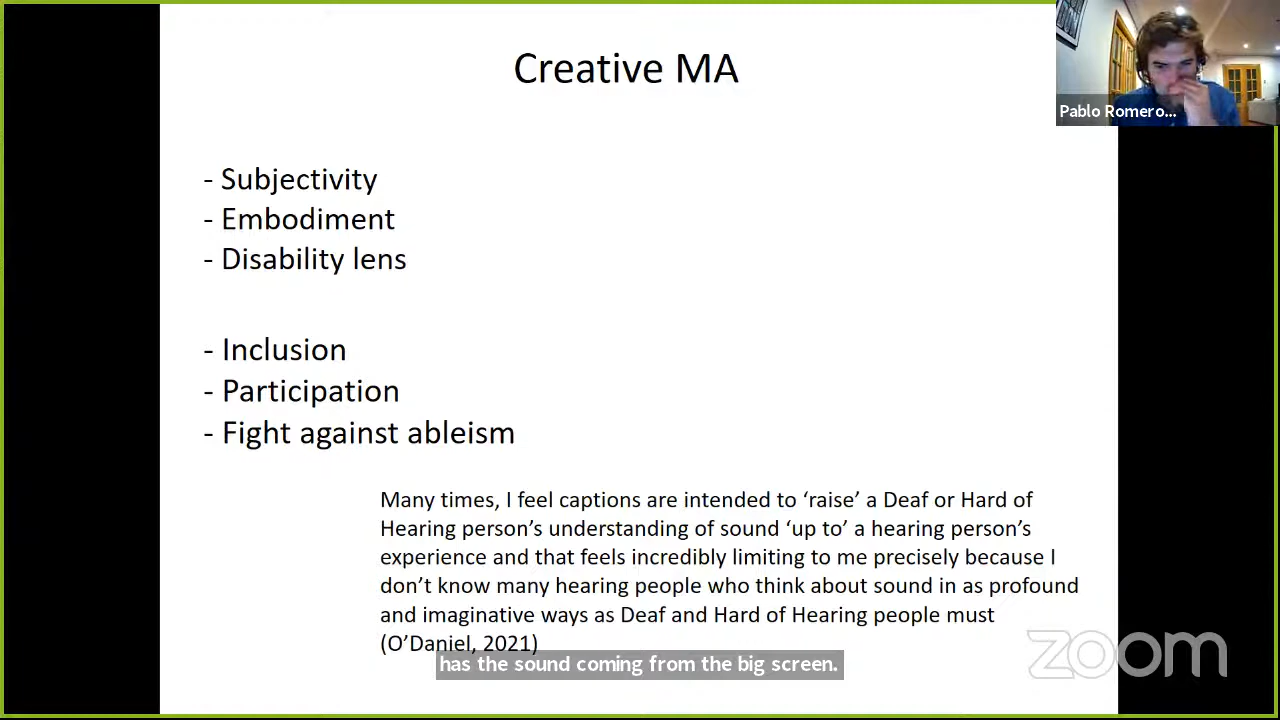 Creative MA
Pablo Romero...
- Subjectivity
- Embodiment
- Disability lens
- Inclusion
- Participation
- Fight against ableism
Many times, I feel captions are intended to ‘raise’ a Deaf or Hard of
Hearing person’s understanding of sound ‘up to’ a hearing person’s
experience and that feels incredibly limiting to me precisely because I
don’t know many hearing people who think about sound in as profound
and imaginative ways as Deaf and Hard of Hearing people must
(O’Daniel, 2021)
has the sound coming from the big screen.
zoom